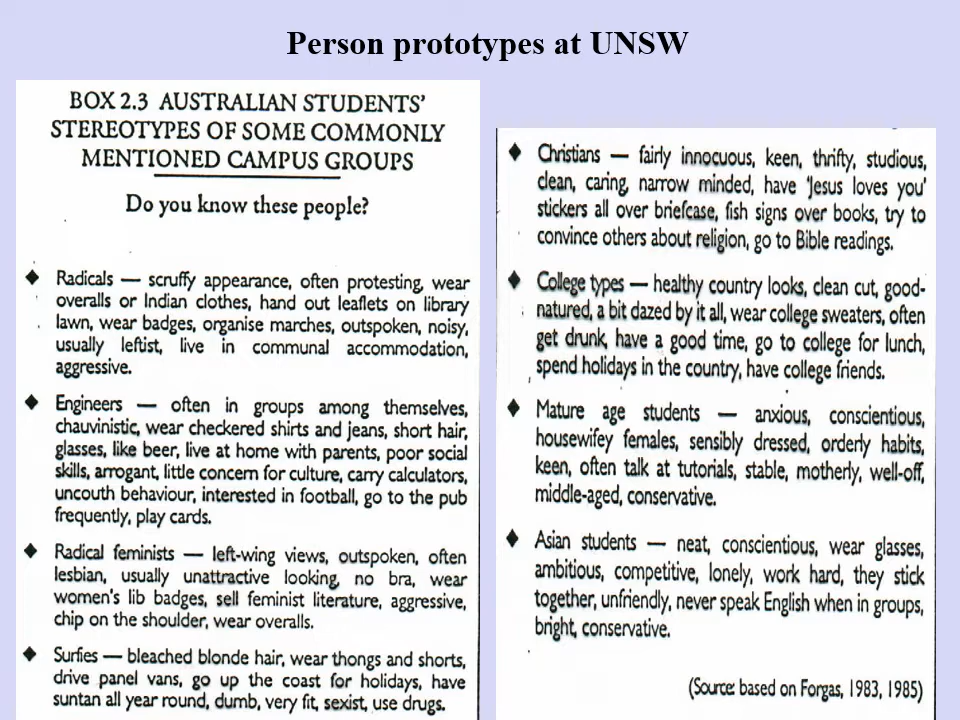 Person prototypes at UNSW
BOX 2.3 AUSTRALIAN STUDENTS'
STEREOTYPES OF SOME COMMONLY
MENTIONED CAMPUS GROUPS
Do you know these people?
◆ Radicals — scruffy appearance, often protesting, wear
overalls or Indian clothes, hand out leaflets on library
lawn, wear badges, organise marches, outspoken, noisy,
usually leftist, live in communal accommodation,
aggressive.
◆ Engineers — often in groups among themselves,
chauvinistic, wear checkered shirts and jeans, short hair,
glasses, like beer, live at home with parents, poor social
skills, arrogant, little concern for culture, carry calculators,
uncouth behaviour, interested in football, go to the pub
frequently, play cards.
◆ Radical feminists — left-wing views, outspoken, often
lesbian, usually unattractive looking, no bra, wear
women's lib badges, sell feminist literature, aggressive,
chip on the shoulder, wear overalls.
◆ Surfies — bleached blonde hair, wear thongs and shorts,
drive panel vans, go up the coast for holidays, have
suntan all year round, dumb, very fit, sexist, use drugs.
◆ Christians — fairly innocuous, keen, thrifty, studious,
clean, caring, narrow minded, have 'Jesus loves you'
stickers all over briefcase, fish signs over books, try to
convince others about religion, go to Bible readings.
◆ College types — healthy country looks, clean cut, good-
natured, a bit dazed by it all, wear college sweaters, often
get drunk, have a good time, go to college for lunch,
spend holidays in the country, have college friends.
◆ Mature age students — anxious, conscientious,
housewifey females, sensibly dressed, orderly habits,
keen, often talk at tutorials, stable, motherly, well-off,
middle-aged, conservative.
◆ Asian students — neat, conscientious, wear glasses,
ambitious, competitive, lonely, work hard, they stick
together, unfriendly, never speak English when in groups,
bright, conservative.
(Source: based on Forgas, 1983, 1985)